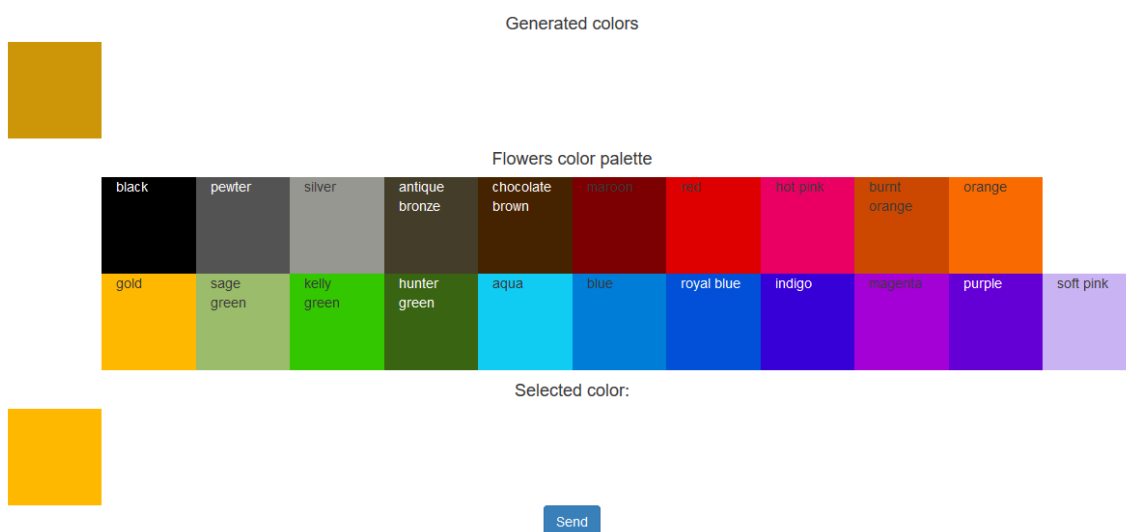 Generated colors
Flowers color palette
black pewter silver antique bronze chocolate brown maroon red hot pink burnt orange orange
gold sage green kelly green hunter green aqua blue royal blue indigo magenta purple soft pink
Selected color:
Send